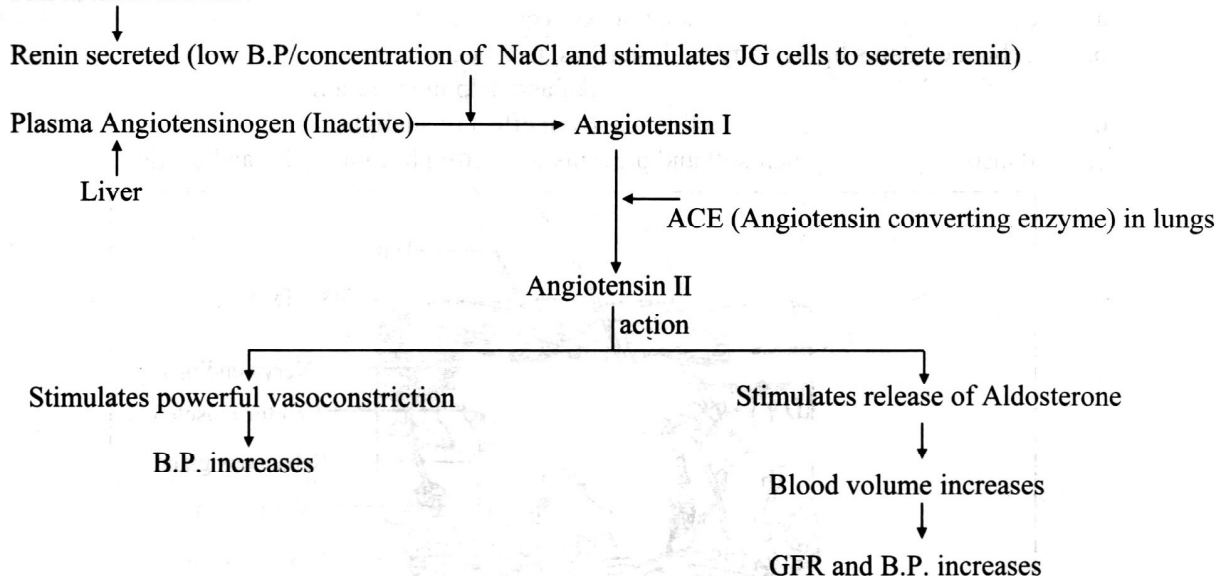 Renin secreted (low B.P/concentration of NaCl and stimulates JG cells to secrete renin)
Plasma Angiotensinogen (Inactive)
Angiotensin I
Liver
ACE (Angiotensin converting enzyme) in lungs
Angiotensin II
action
Stimulates powerful vasoconstriction
Stimulates release of Aldosterone
B.P. increases
Blood volume increases
GFR and B.P. increases